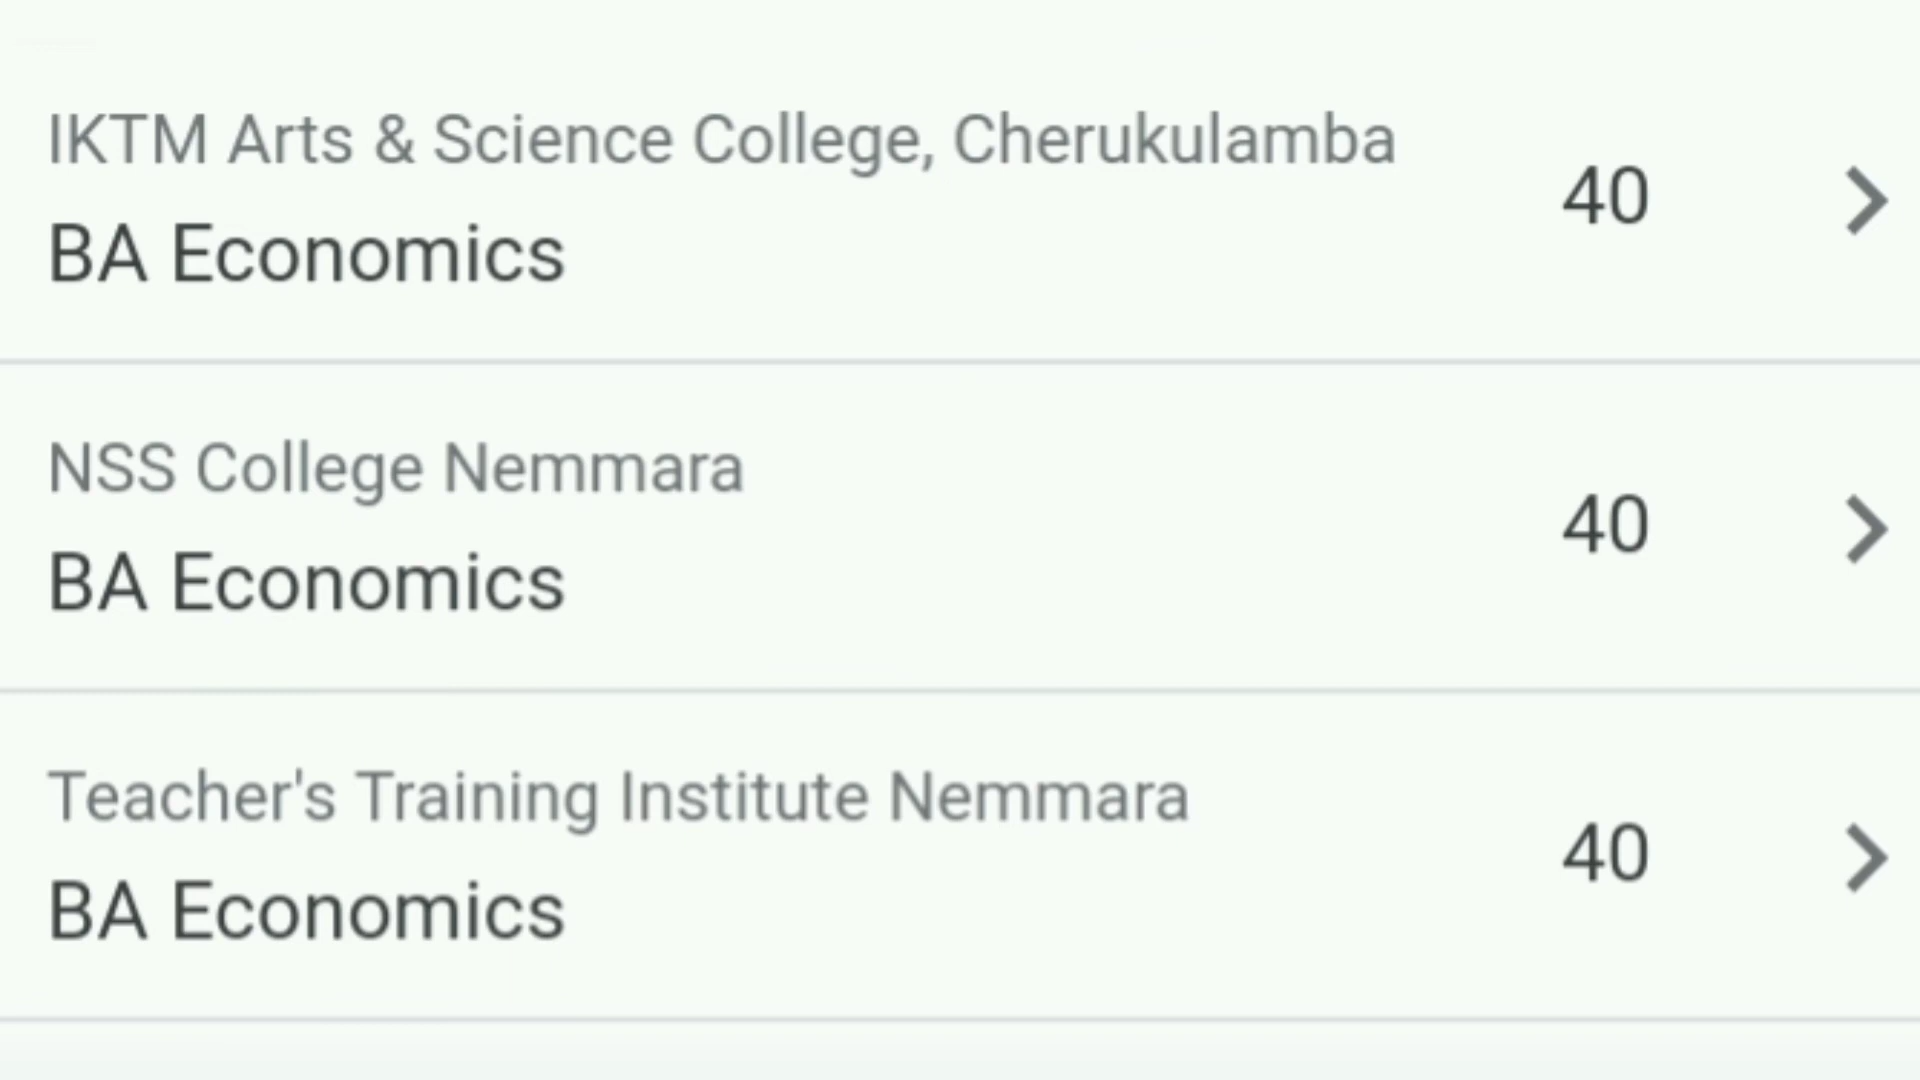 IKTM Arts & Science College, Cherukulamba
BA Economics
40
NSS College Nemmara
BA Economics
40
Teacher's Training Institute Nemmara
BA Economics
40